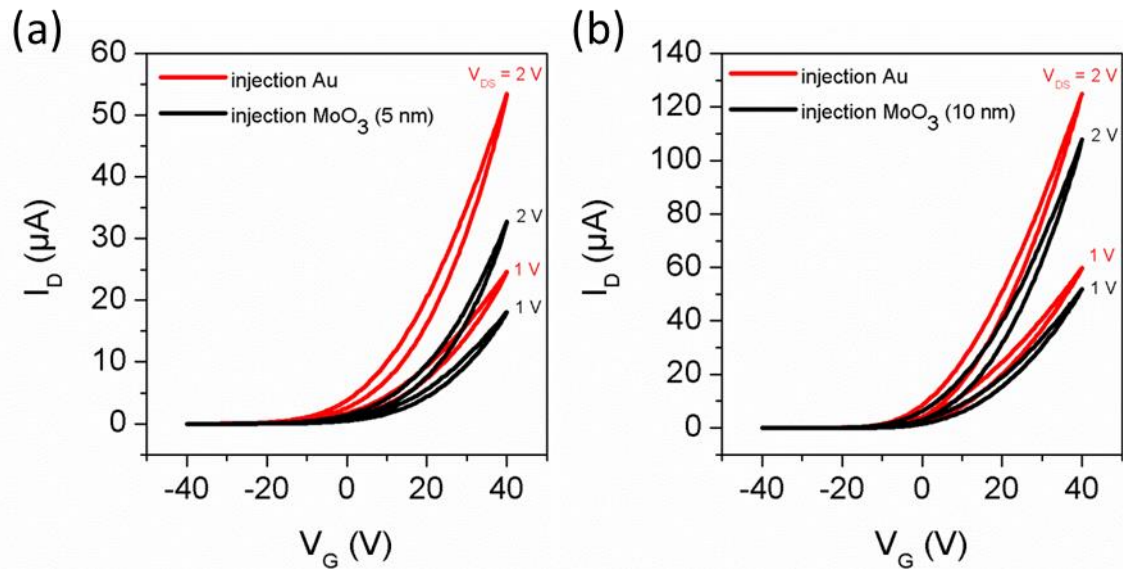 (a)
60
50
40
30
20
10
0
I_D (µA)
injection Au
injection MoO₃ (5 nm)
V_DS = 2 V
2 V
1 V
1 V
-40 -20 0 20 40
V_G (V)
(b)
140
120
100
80
60
40
20
0
I_D (µA)
injection Au
injection MoO₃ (10 nm)
V_DS = 2 V
2 V
1 V
1 V
-40 -20 0 20 40
V_G (V)